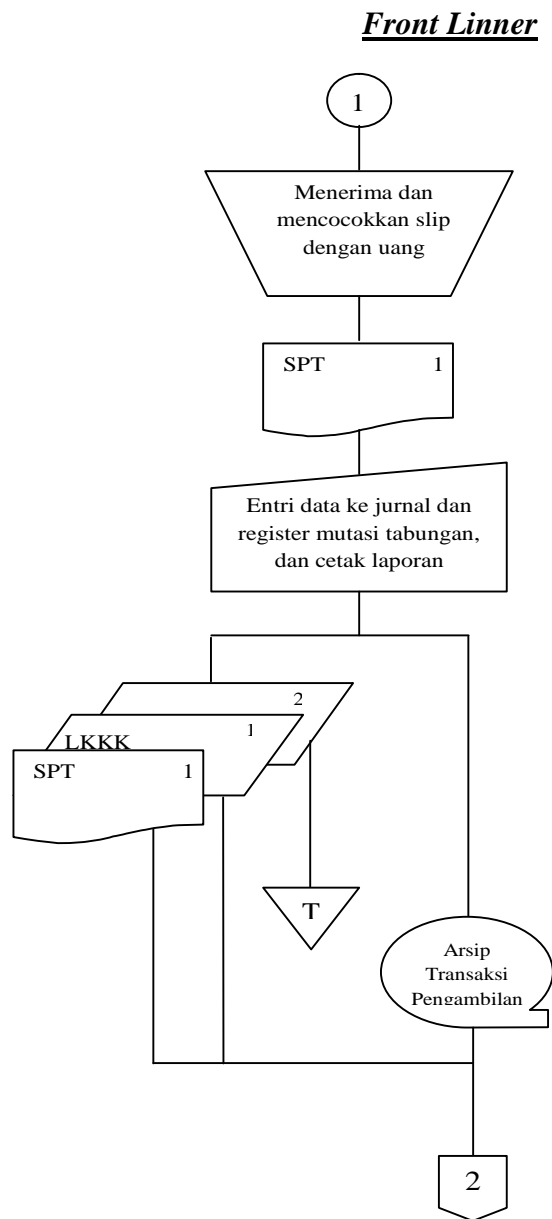 Front Linner
1
Menerima dan
mencocokkan slip
dengan uang
SPT 1
Entri data ke jurnal dan
register mutasi tabungan,
dan cetak laporan
2
1
LKKK
SPT 1
T
Arsip
Transaksi
Pengambilan
2